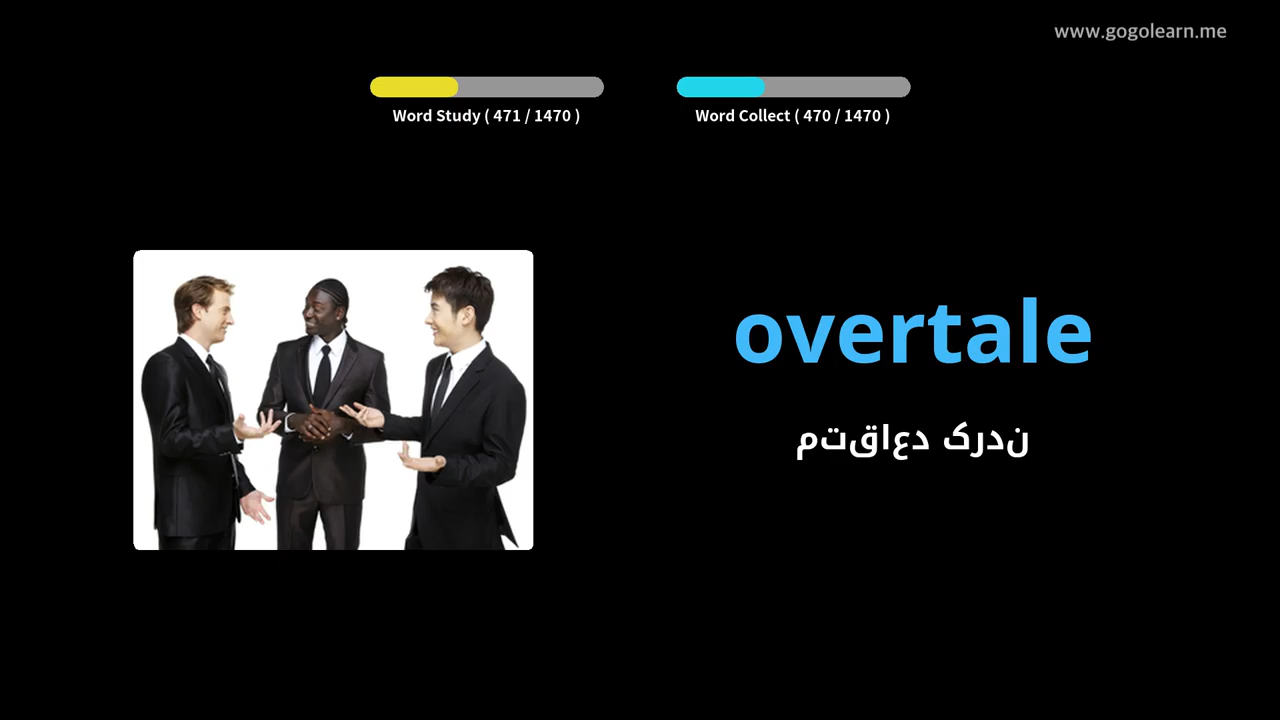 www.gogolearn.me
Word Study ( 471 / 1470 )
Word Collect ( 470 / 1470 )
overtale
متقاعد کردن